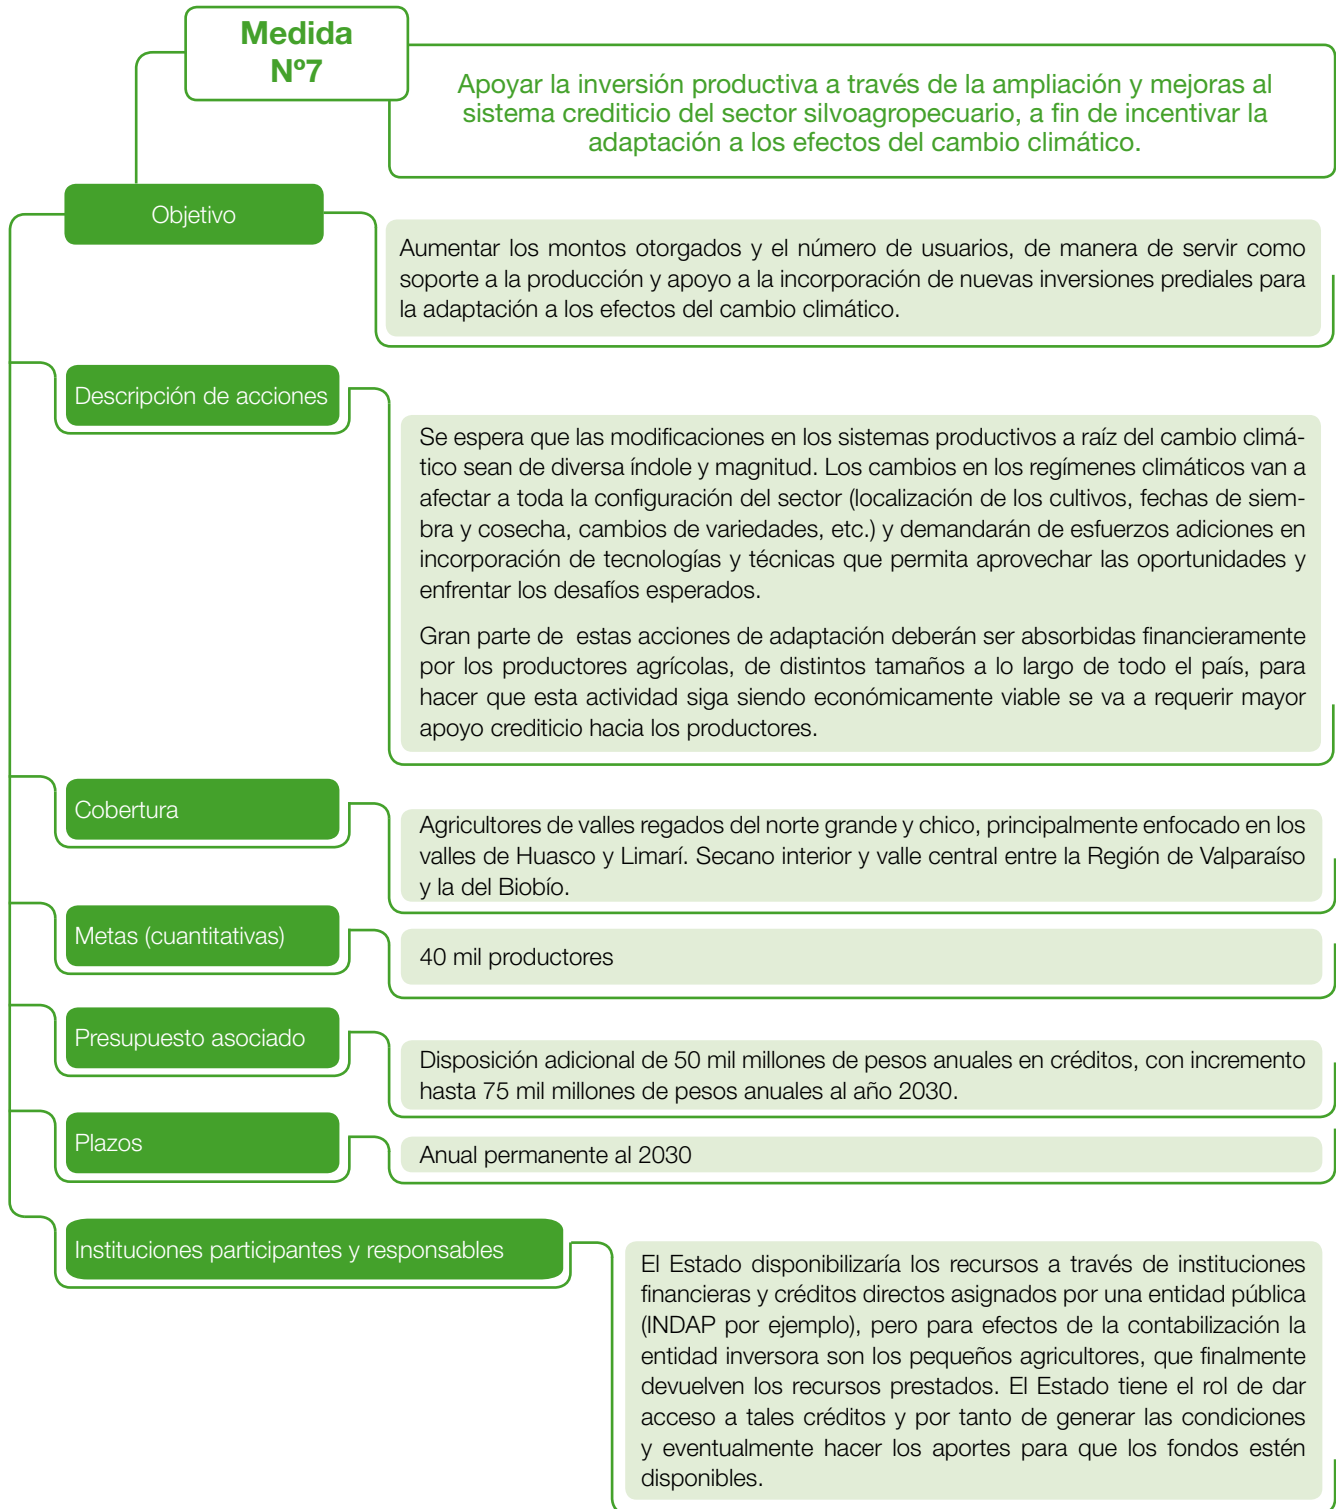 Medida
Nº7
Apoyar la inversión productiva a través de la ampliación y mejoras al
sistema crediticio del sector silvoagropecuario, a fin de incentivar la
adaptación a los efectos del cambio climático.
Objetivo
Aumentar los montos otorgados y el número de usuarios, de manera de servir como
soporte a la producción y apoyo a la incorporación de nuevas inversiones prediales para
la adaptación a los efectos del cambio climático.
Descripción de acciones
Se espera que las modificaciones en los sistemas productivos a raíz del cambio climá-
tico sean de diversa índole y magnitud. Los cambios en los regímenes climáticos van a
afectar a toda la configuración del sector (localización de los cultivos, fechas de siem-
bra y cosecha, cambios de variedades, etc.) y demandarán de esfuerzos adiciones en
incorporación de tecnologías y técnicas que permita aprovechar las oportunidades y
enfrentar los desafíos esperados.
Gran parte de estas acciones de adaptación deberán ser absorbidas financieramente
por los productores agrícolas, de distintos tamaños a lo largo de todo el país, para
hacer que esta actividad siga siendo económicamente viable se va a requerir mayor
apoyo crediticio hacia los productores.
Cobertura
Agricultores de valles regados del norte grande y chico, principalmente enfocado en los
valles de Huasco y Limarí. Secano interior y valle central entre la Región de Valparaíso
y la del Biobío.
Metas (cuantitativas)
40 mil productores
Presupuesto asociado
Disposición adicional de 50 mil millones de pesos anuales en créditos, con incremento
hasta 75 mil millones de pesos anuales al año 2030.
Plazos
Anual permanente al 2030
Instituciones participantes y responsables
El Estado disponibilizaría los recursos a través de instituciones
financieras y créditos directos asignados por una entidad pública
(INDAP por ejemplo), pero para efectos de la contabilización la
entidad inversora son los pequeños agricultores, que finalmente
devuelven los recursos prestados. El Estado tiene el rol de dar
acceso a tales créditos y por tanto de generar las condiciones
y eventualmente hacer los aportes para que los fondos estén
disponibles.